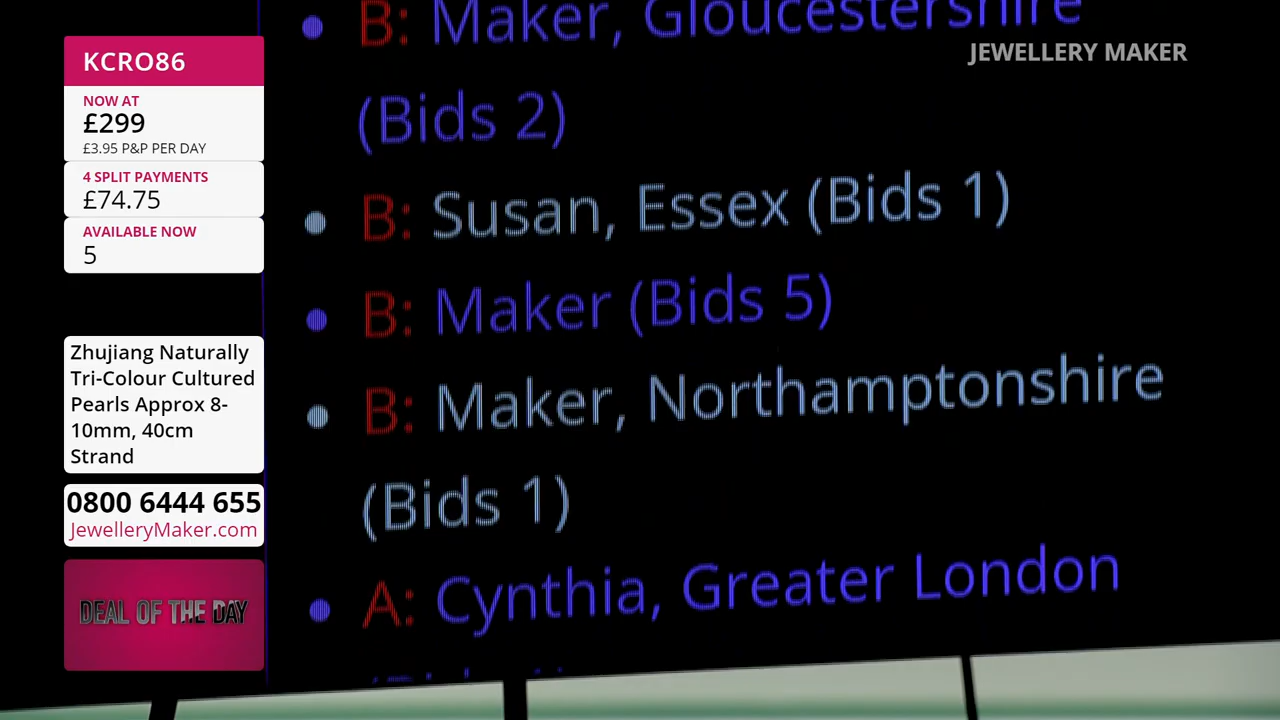 KCRO86
NOW AT
£299
£3.95 P&P PER DAY
4 SPLIT PAYMENTS
£74.75
AVAILABLE NOW
5
Zhujiang Naturally
Tri-Colour Cultured
Pearls Approx 8-
10mm, 40cm
Strand
0800 6444 655
JewelleryMaker.com
DEAL OF THE DAY
JEWELLERY MAKER
B: Maker, Gloucestershire
(Bids 2)
B: Susan, Essex (Bids 1)
B: Maker (Bids 5)
B: Maker, Northamptonshire
(Bids 1)
A: Cynthia, Greater London